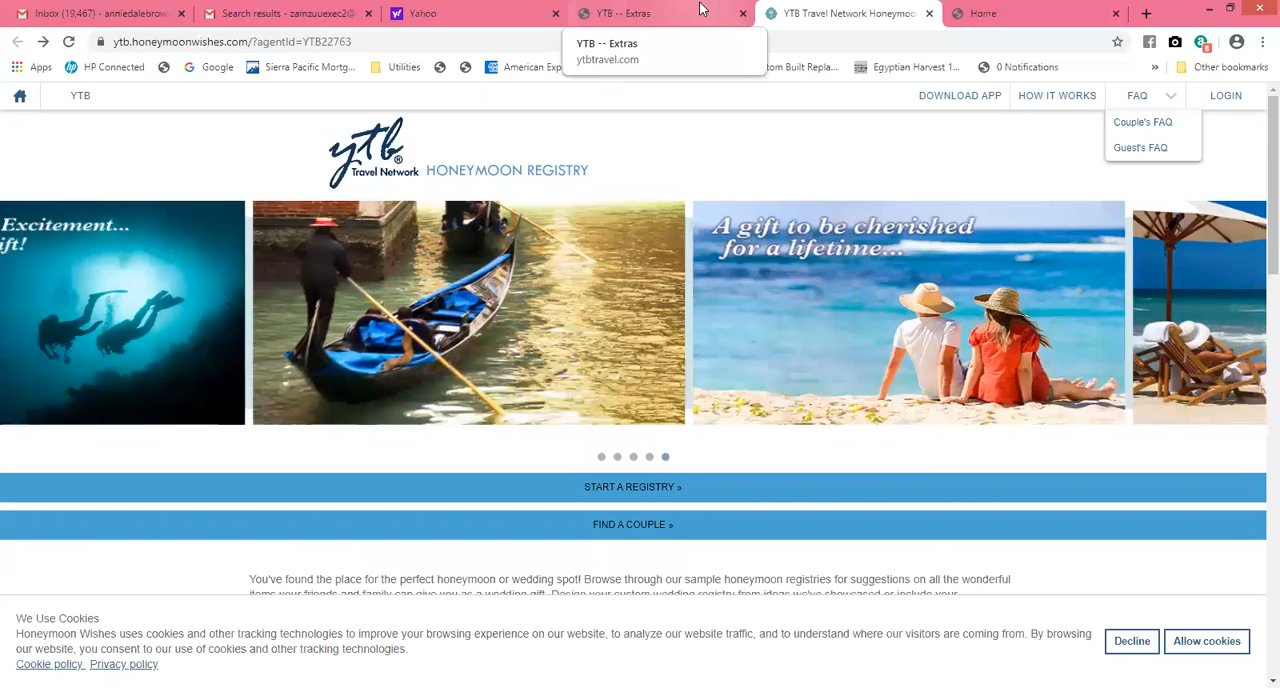 Inbox (19,467) - anniedalebrow
Search results - zamzuuexec2@
Yahoo
YTB -- Extras
YTB Travel Network Honeymoo
Home
ytb.honeymoonwishes.com/?agentId=YTB22763
YTB -- Extras
ytbtravel.com
Apps
HP Connected
Google
Sierra Pacific Mortg...
Utilities
American Exp
tom Built Repla...
Egyptian Harvest 1...
0 Notifications
»
Other bookmarks
YTB
DOWNLOAD APP
HOW IT WORKS
FAQ
LOGIN
Couple's FAQ
Guest's FAQ
ytb®
Travel Network
HONEYMOON REGISTRY
Excitement...
ift!
A gift to be cherished
for a lifetime...
START A REGISTRY »
FIND A COUPLE »
You've found the place for the perfect honeymoon or wedding spot! Browse through our sample honeymoon registries for suggestions on all the wonderful
items your friends and family can give you as a wedding gift. Design your custom wedding registry from ideas we've showcased or include your
We Use Cookies
Honeymoon Wishes uses cookies and other tracking technologies to improve your browsing experience on our website, to analyze our website traffic, and to understand where our visitors are coming from. By browsing
our website, you consent to our use of cookies and other tracking technologies.
Cookie policy
Privacy policy
Decline
Allow cookies